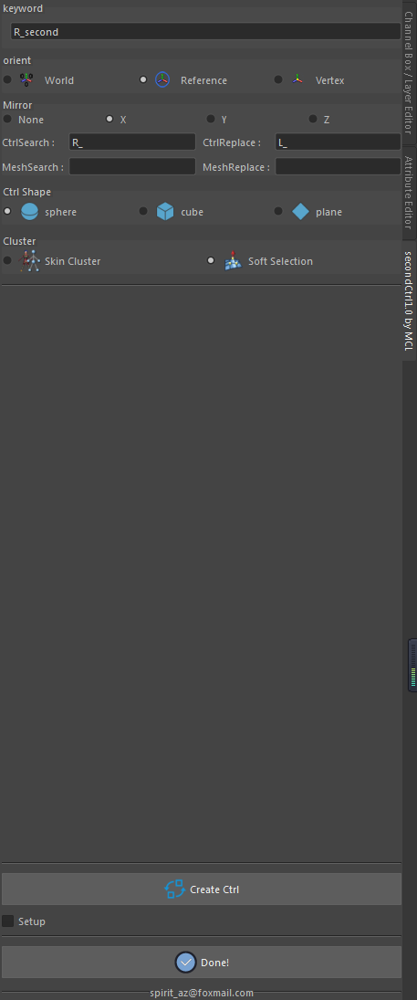 keyword
R_second
orient
World Reference Vertex
Mirror
None X Y Z
CtrlSearch : R_ CtrlReplace : L_
MeshSearch : MeshReplace :
Ctrl Shape
sphere cube plane
Cluster
Skin Cluster Soft Selection
Create Ctrl
Setup
Done!
spirit_az@foxmail.com
Channel Box / Layer Editor
Attribute Editor
secondCtrl1.0 by MCL